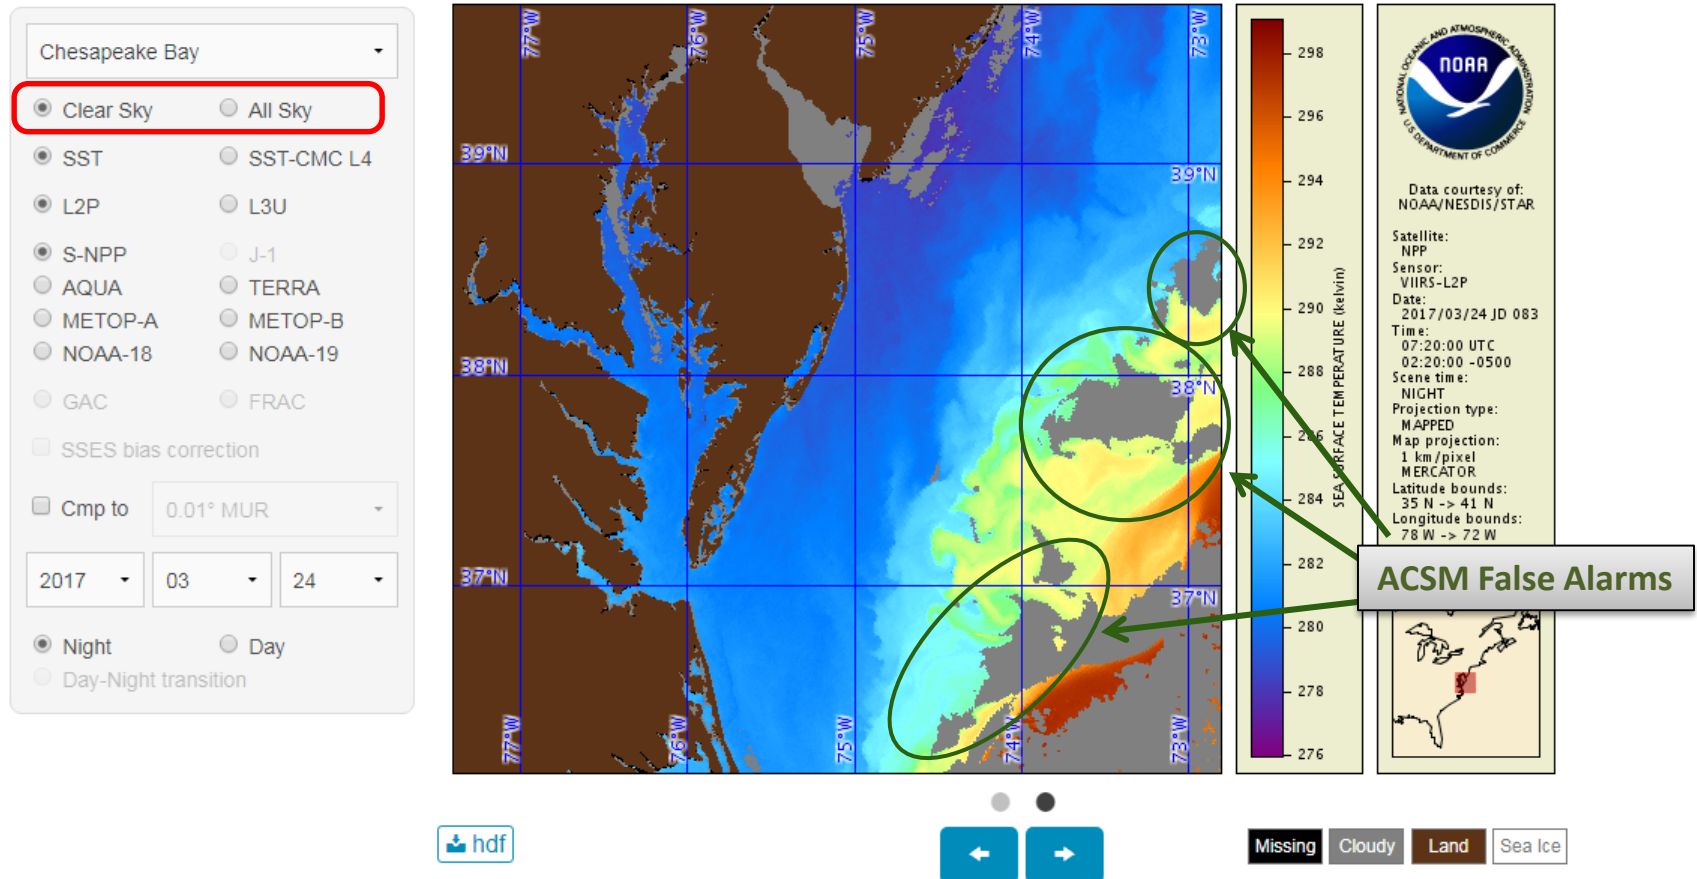 Chesapeake Bay
Clear Sky
All Sky
SST
SST-CMC L4
L2P
L3U
S-NPP
J-1
AQUA
TERRA
METOP-A
METOP-B
NOAA-18
NOAA-19
GAC
FRAC
SSES bias correction
Cmp to
0.01° MUR
2017
03
24
Night
Day
Day-Night transition
hdf
77°W
76°W
75°W
74°W
73°W
39°N
39°N
38°N
38°N
37°N
37°N
77°W
76°W
75°W
74°W
73°W
298
296
294
292
290
288
286
284
282
280
278
276
SEA SURFACE TEMPERATURE (kelvin)
NATIONAL OCEANIC AND ATMOSPHERIC ADMINISTRATION
NOAA
U.S. DEPARTMENT OF COMMERCE
Data courtesy of:
NOAA/NESDIS/STAR
Satellite:
NPP
Sensor:
VIIRS-L2P
Date:
2017/03/24 JD 083
Time:
07:20:00 UTC
02:20:00 -0500
Scene time:
NIGHT
Projection type:
MAPPED
Map projection:
1 km/pixel
MERCATOR
Latitude bounds:
35 N -> 41 N
Longitude bounds:
78 W -> 72 W
ACSM False Alarms
Missing
Cloudy
Land
Sea Ice